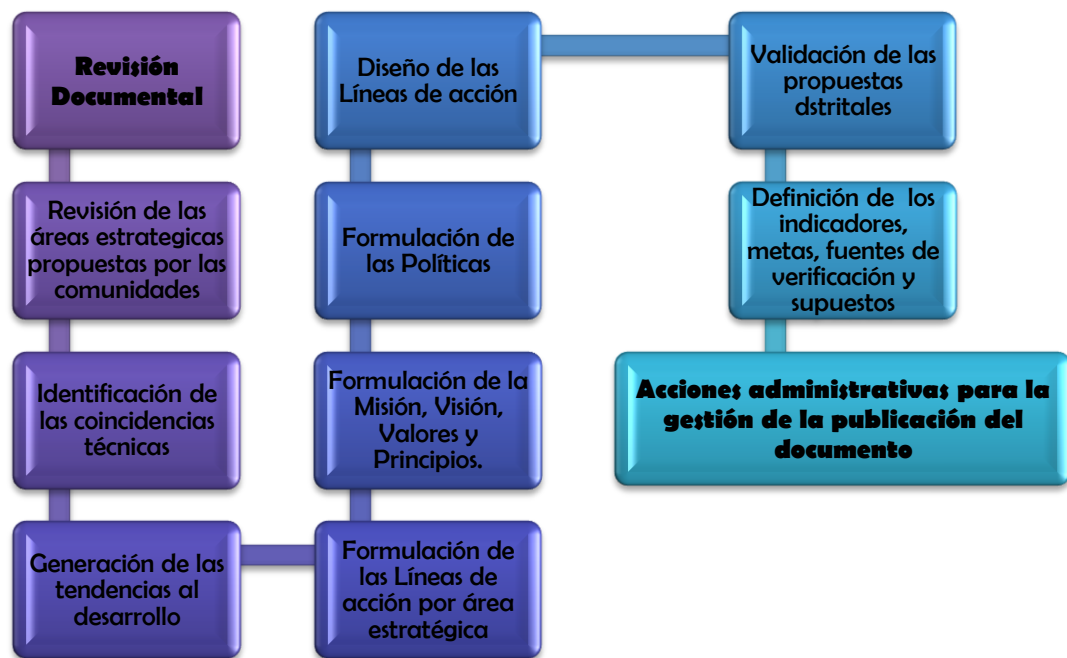 Revisión
Documental
Revisión de las
áreas estrategicas
propuestas por las
comunidades
Identificación de
las coincidencias
técnicas
Generación de las
tendencias al
desarrollo
Formulación de
las Líneas de
acción por área
estratégica
Formulación de la
Misión, Visión,
Valores y
Principios.
Formulación de
las Políticas
Diseño de las
Líneas de acción
Validación de las
propuestas
dstritales
Definición de los
indicadores,
metas, fuentes de
verificación y
supuestos
Acciones administrativas para la
gestión de la publicación del
documento